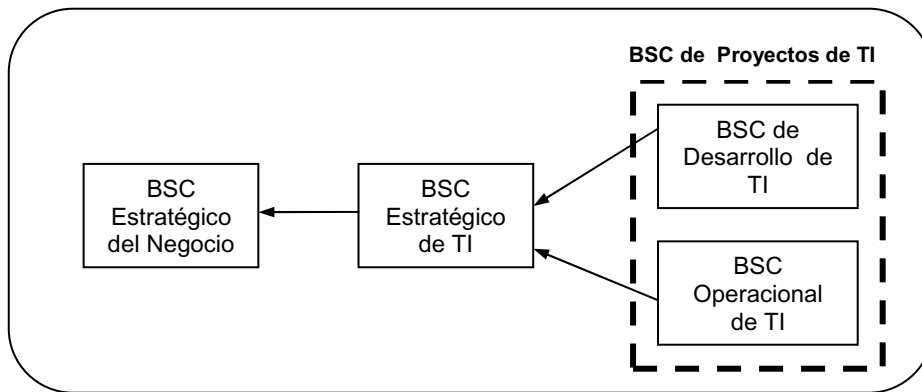 BSC de Proyectos de TI
BSC de
Desarrollo de
TI
BSC
Estratégico
del Negocio
BSC
Estratégico
de TI
BSC
Operacional
de TI